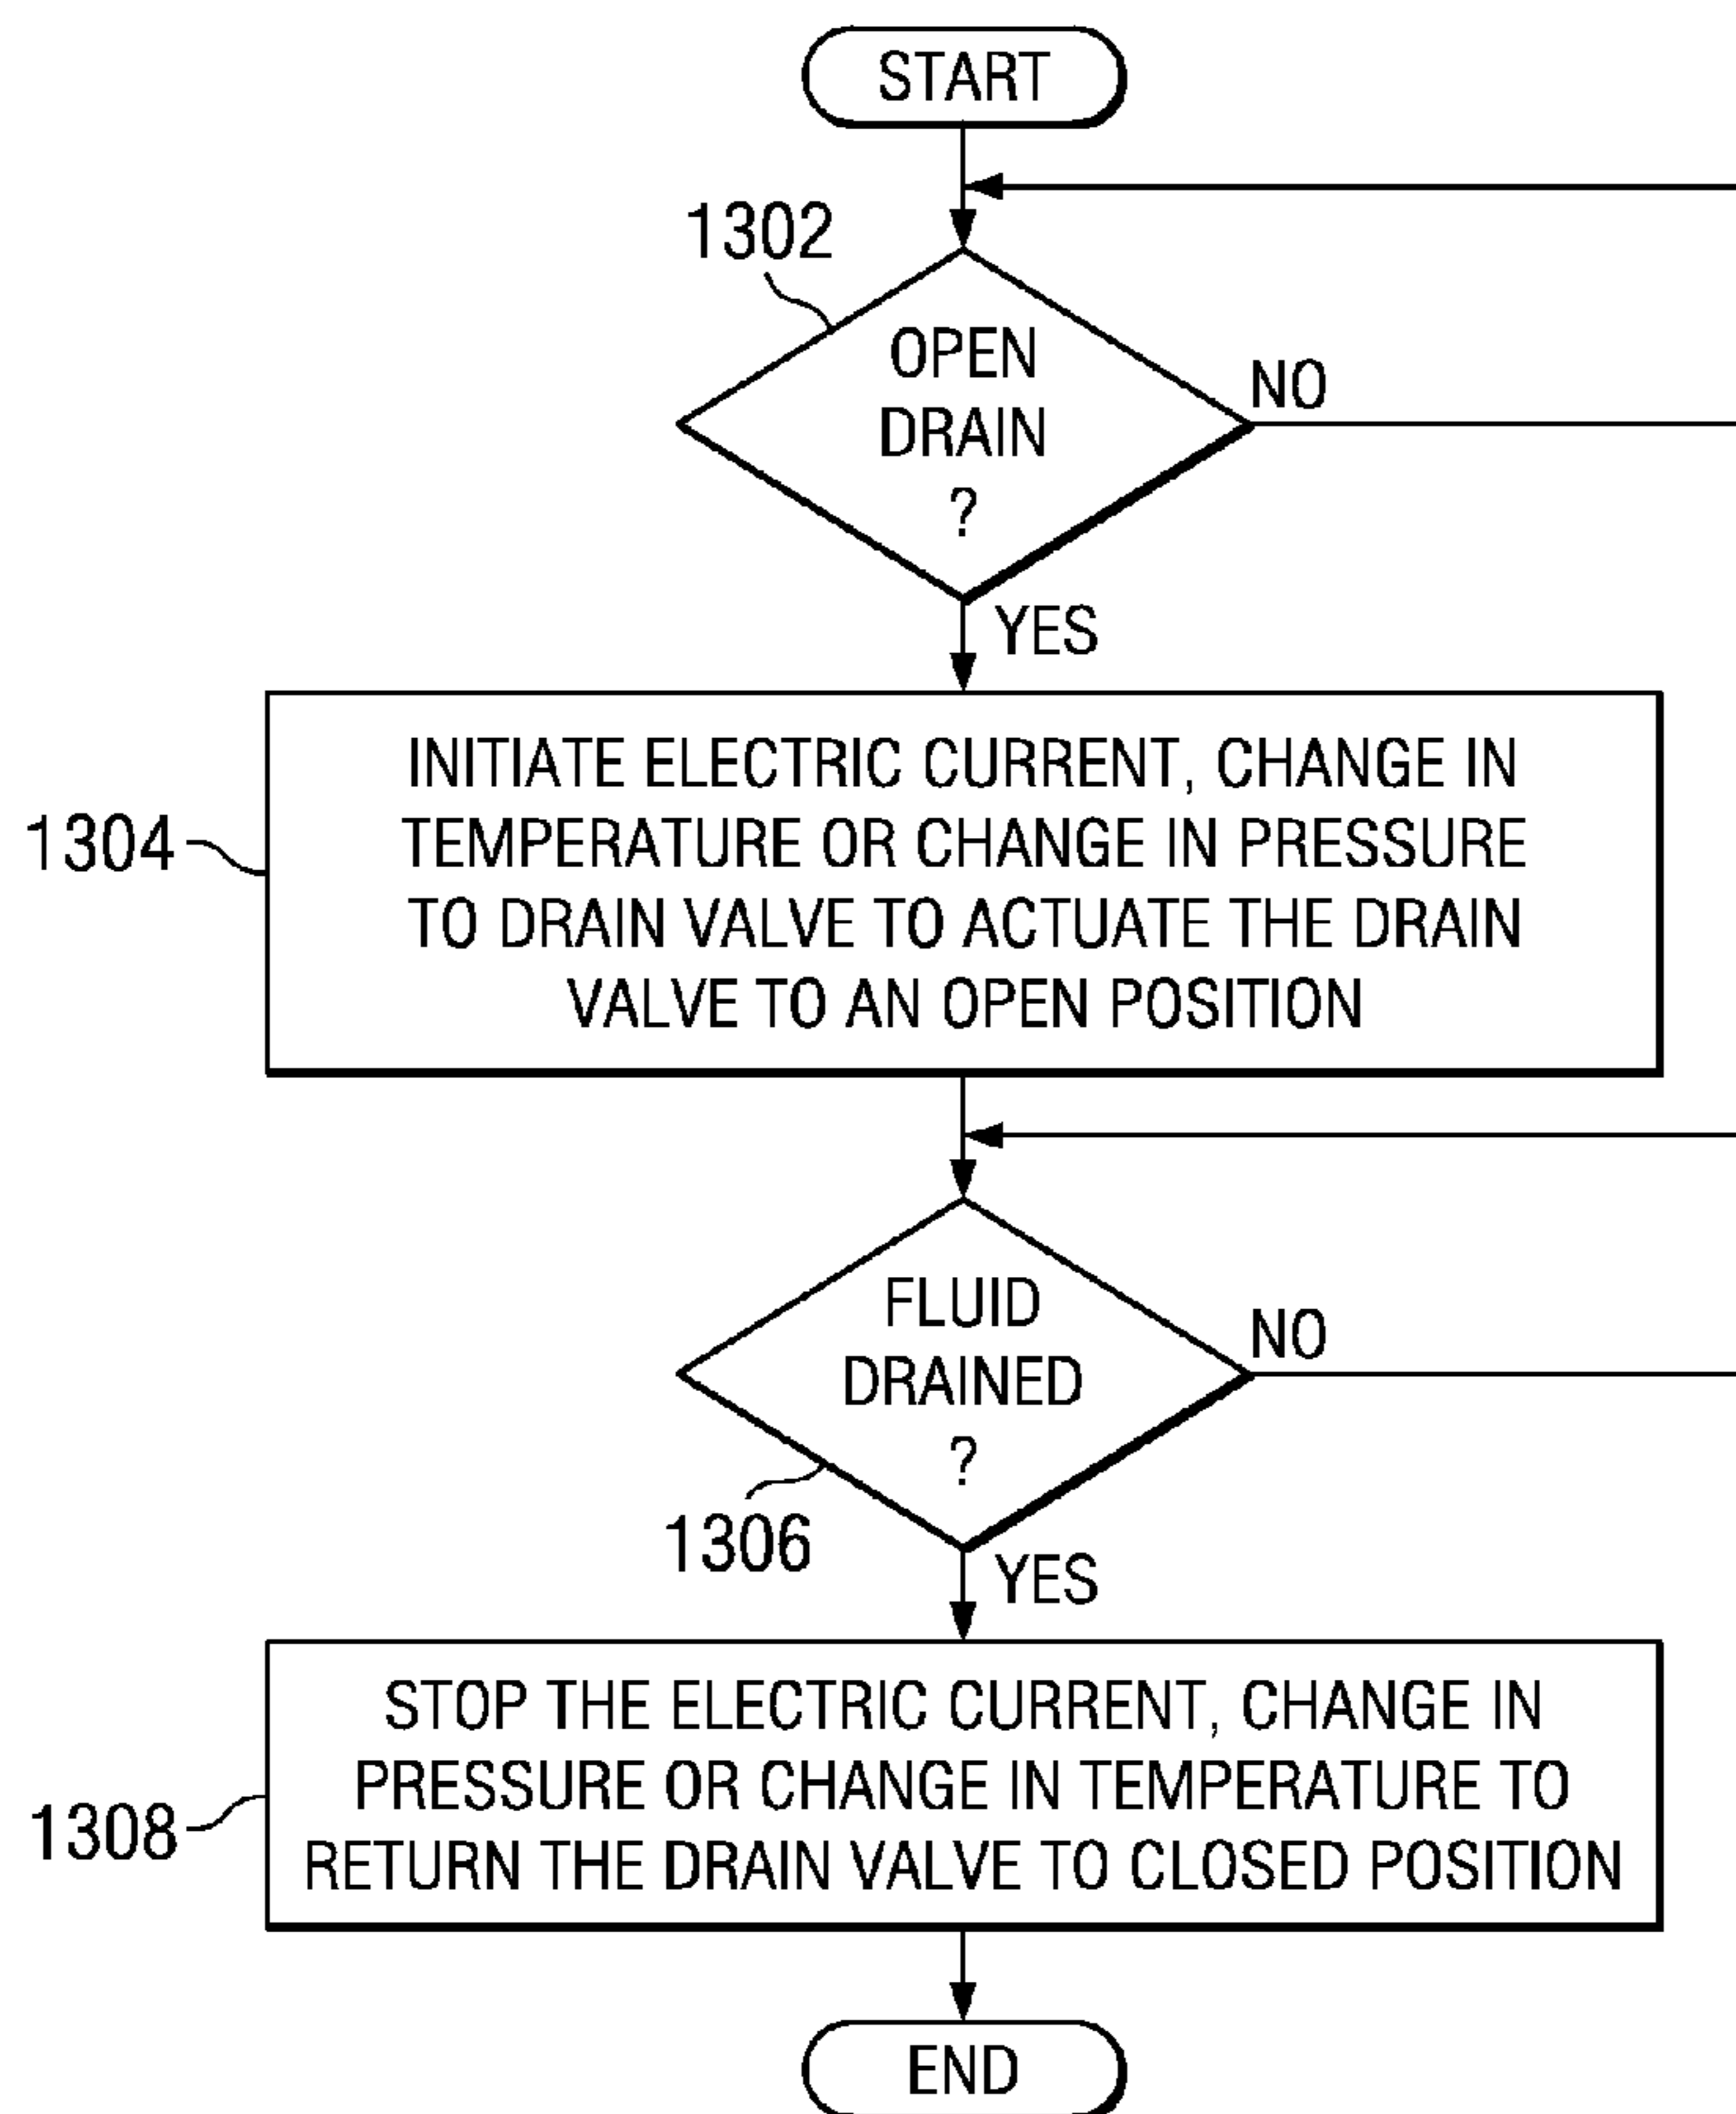 START
1302
OPEN
DRAIN
?
NO
YES
1304
INITIATE ELECTRIC CURRENT, CHANGE IN
TEMPERATURE OR CHANGE IN PRESSURE
TO DRAIN VALVE TO ACTUATE THE DRAIN
VALVE TO AN OPEN POSITION
FLUID
DRAINED
?
NO
1306
YES
1308
STOP THE ELECTRIC CURRENT, CHANGE IN
PRESSURE OR CHANGE IN TEMPERATURE TO
RETURN THE DRAIN VALVE TO CLOSED POSITION
END